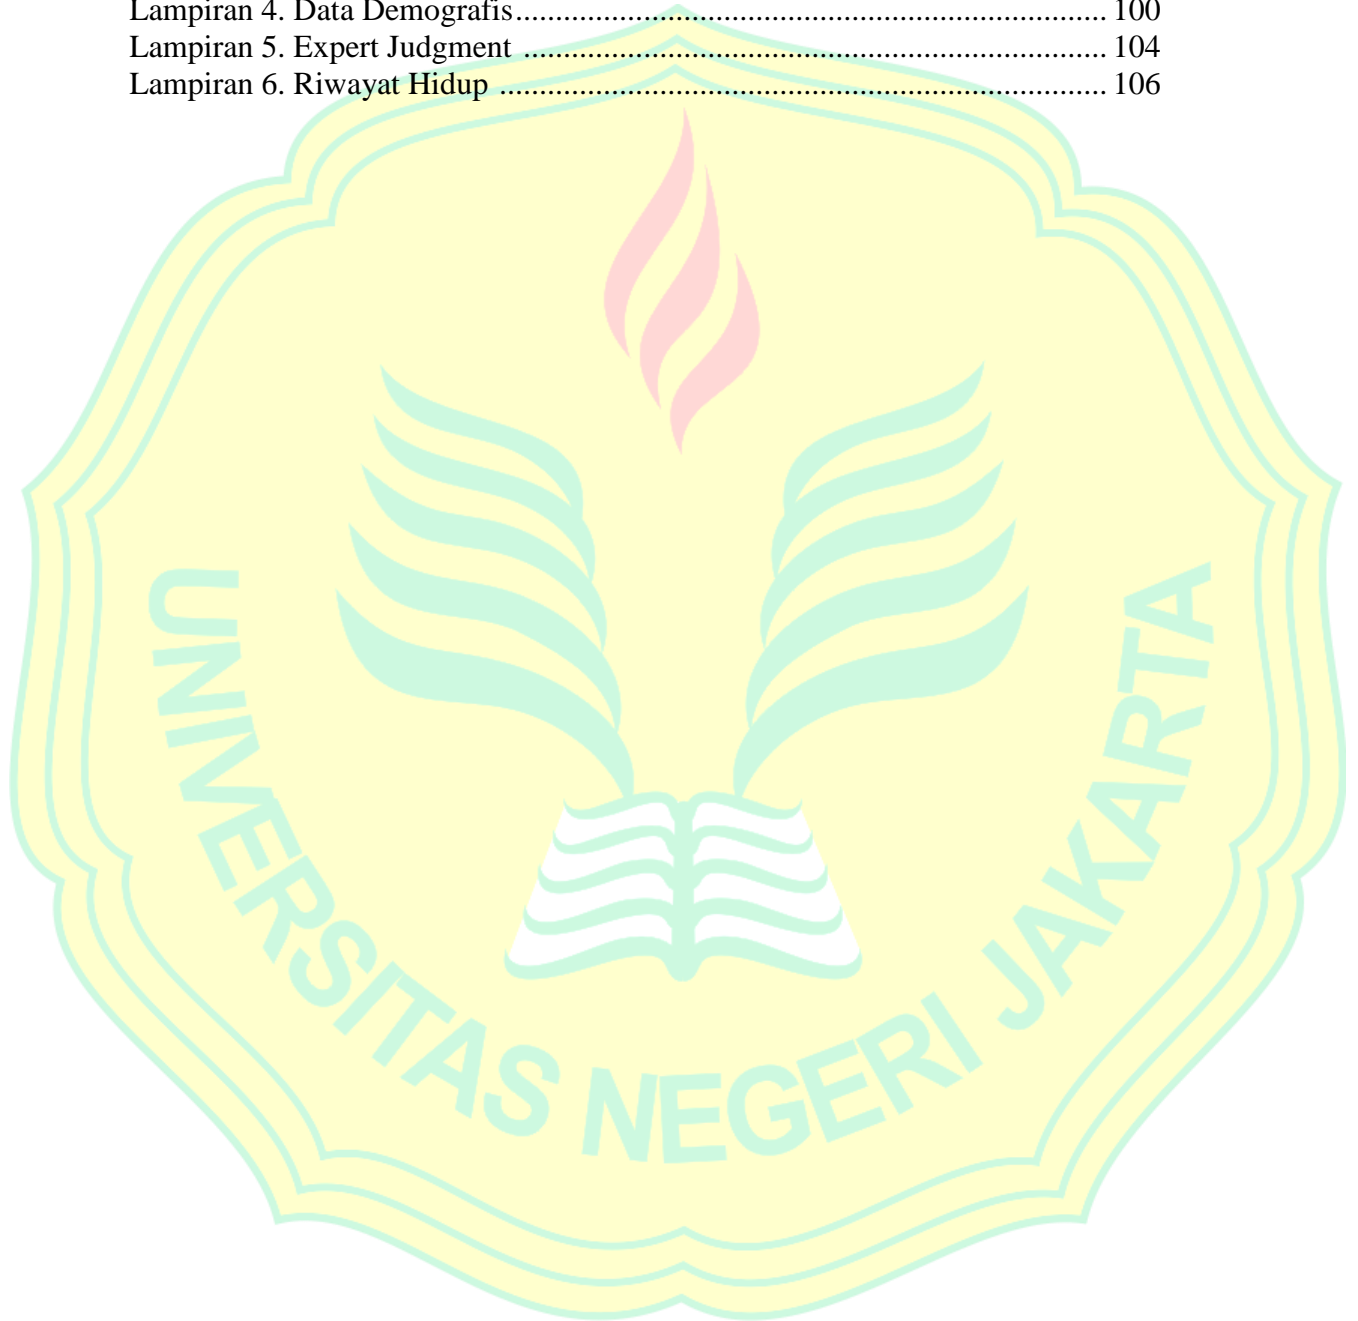 Lampiran 4. Data Demografis.......................................................................... 100
Lampiran 5. Expert Judgment ......................................................................... 104
Lampiran 6. Riwayat Hidup ............................................................................ 106
UNIVERSITAS NEGERI JAKARTA